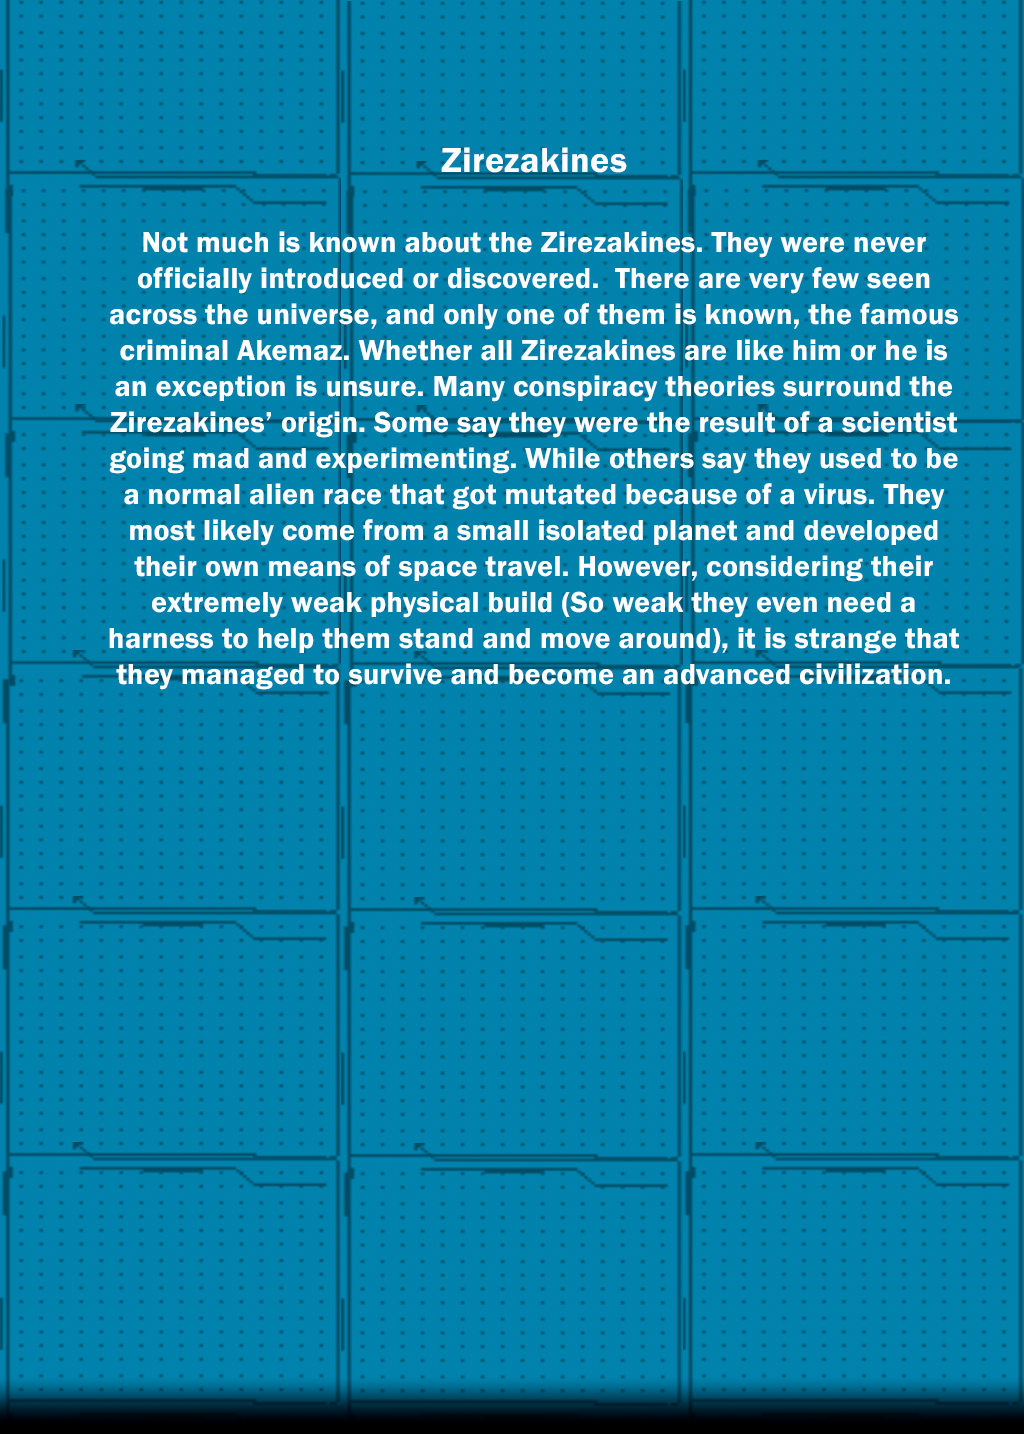 Zirezakines
Not much is known about the Zirezakines. They were never
officially introduced or discovered.  There are very few seen
across the universe, and only one of them is known, the famous
criminal Akemaz. Whether all Zirezakines are like him or he is
an exception is unsure. Many conspiracy theories surround the
Zirezakines’ origin. Some say they were the result of a scientist
going mad and experimenting. While others say they used to be
a normal alien race that got mutated because of a virus. They
most likely come from a small isolated planet and developed
their own means of space travel. However, considering their
extremely weak physical build (So weak they even need a
harness to help them stand and move around), it is strange that
they managed to survive and become an advanced civilization.